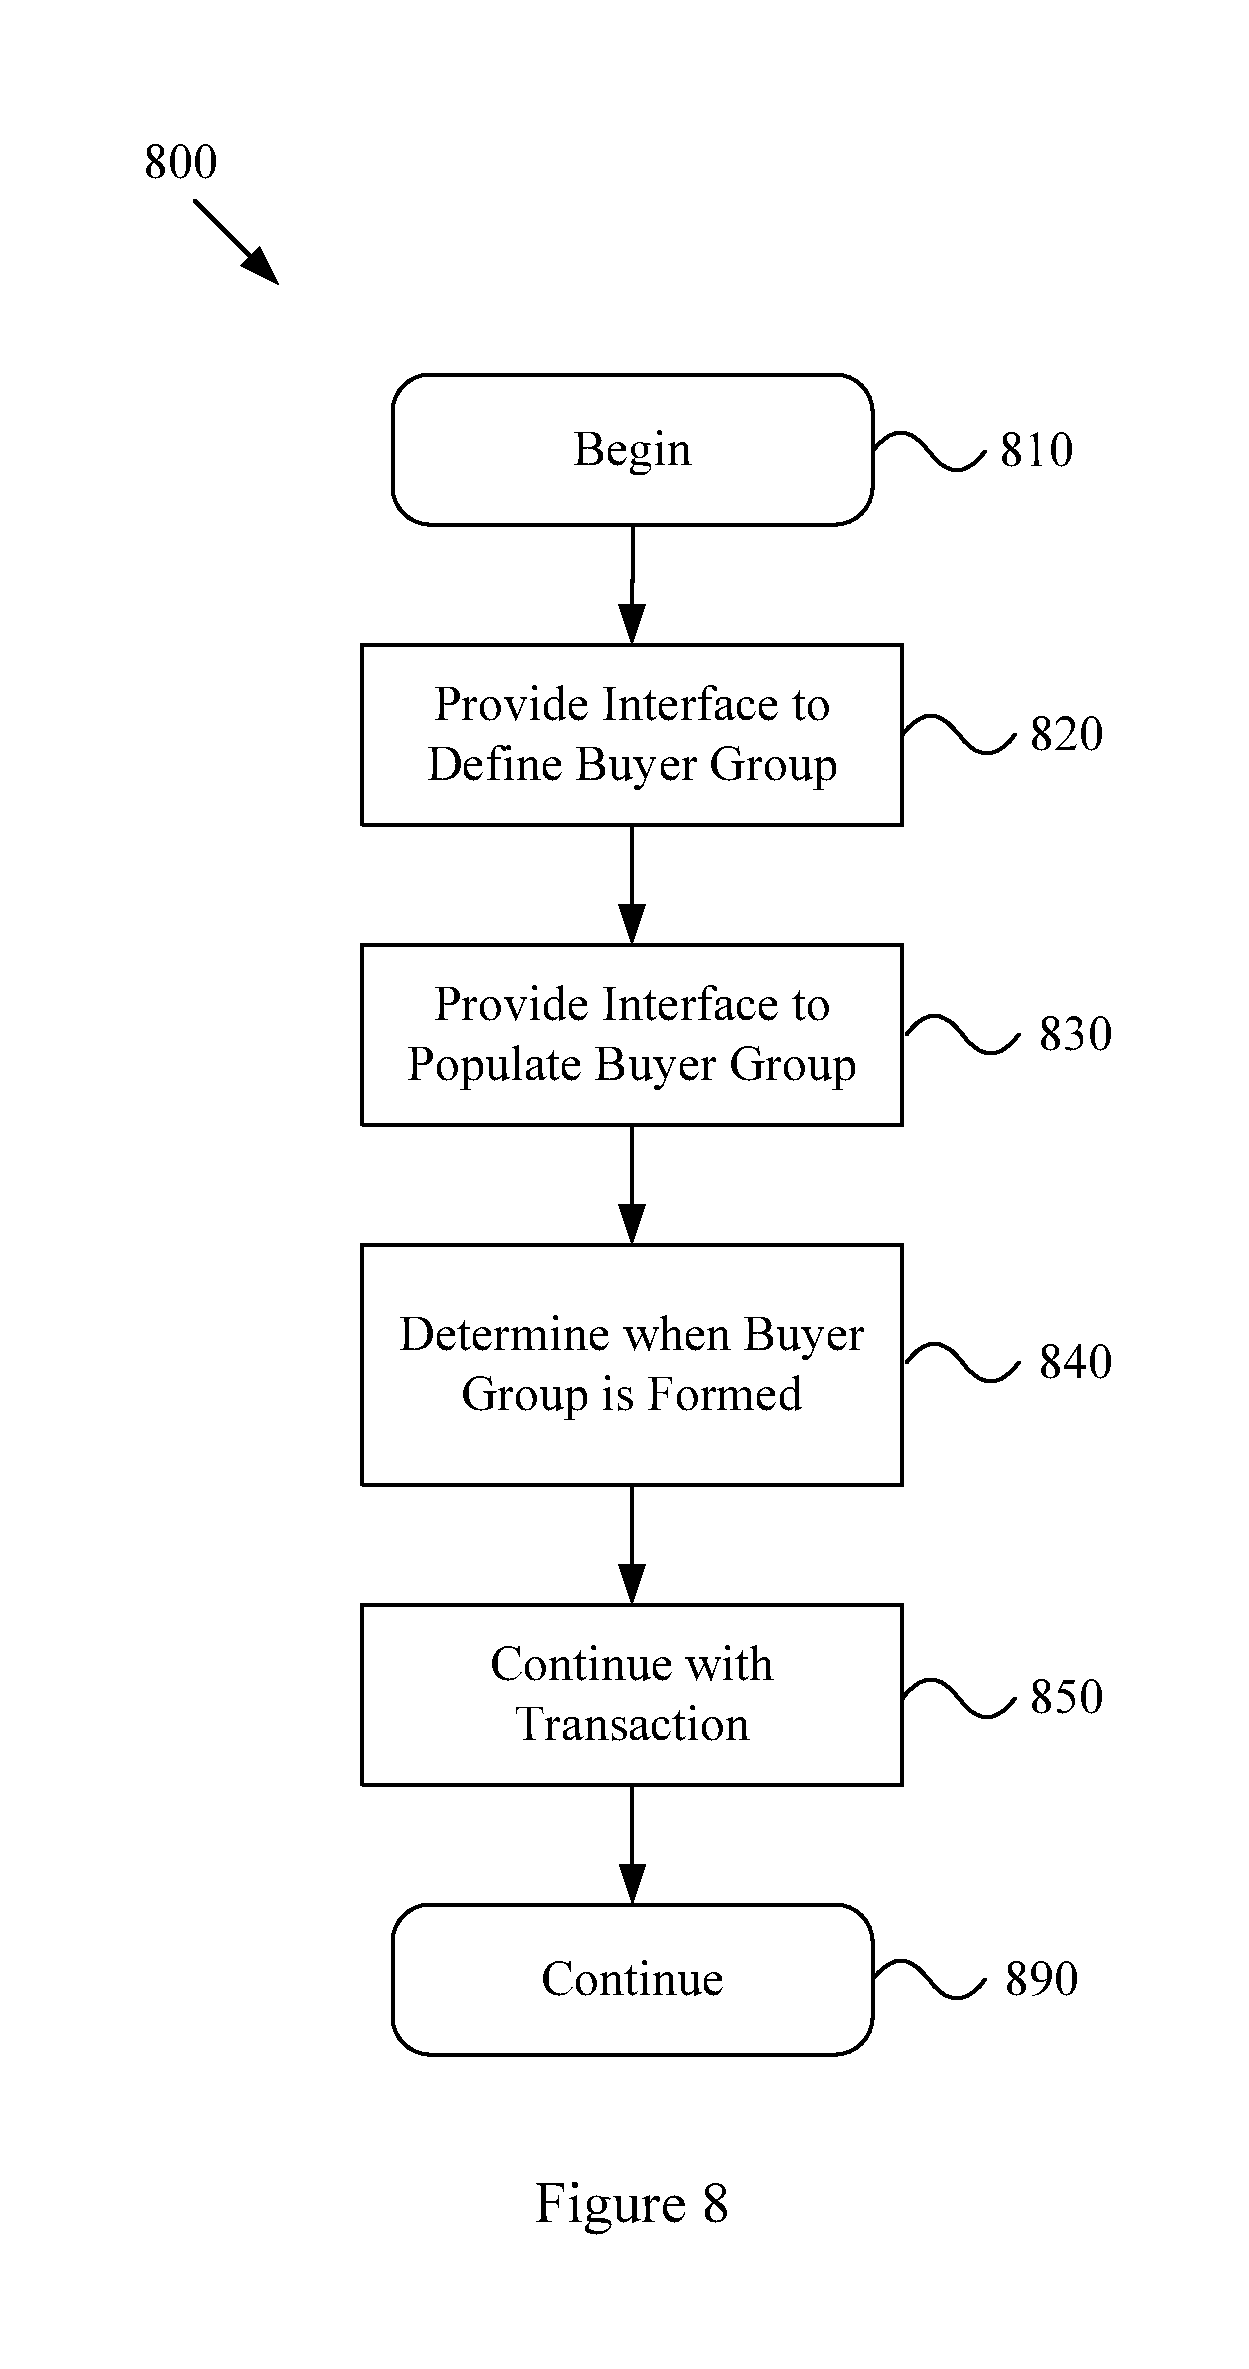 800
Begin
810
Provide Interface to
Define Buyer Group
820
Provide Interface to
Populate Buyer Group
830
Determine when Buyer
Group is Formed
840
Continue with
Transaction
850
Continue
890
Figure 8